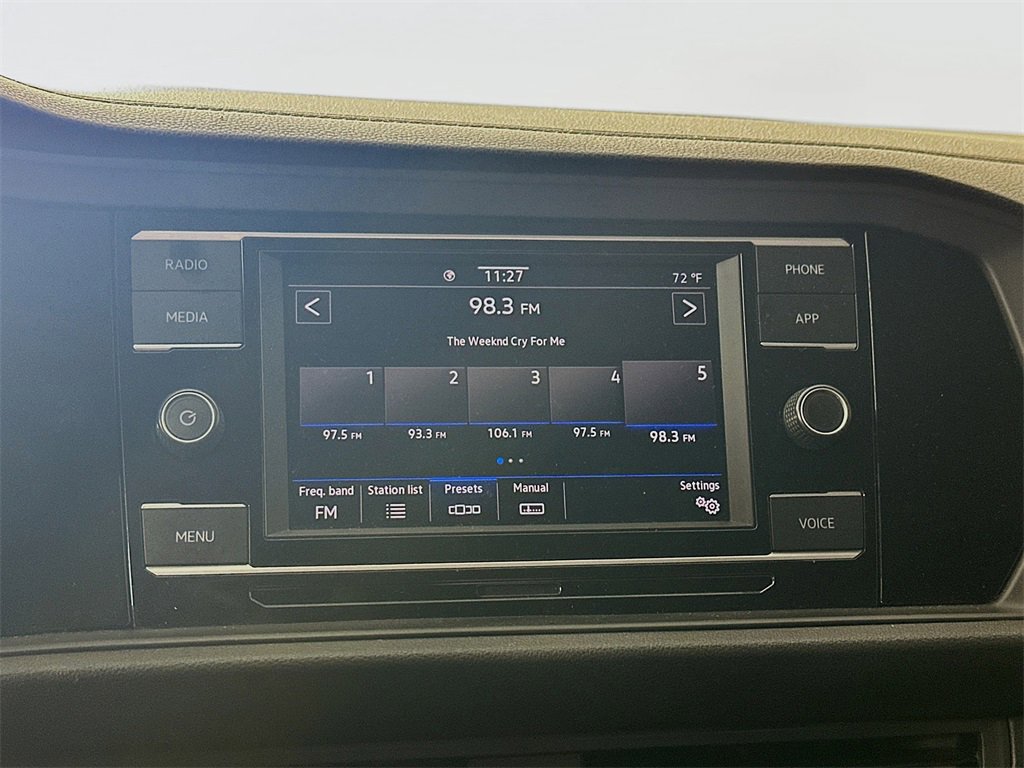 RADIO
MEDIA
MENU
11:27
72 °F
<
98.3 FM
>
The Weeknd Cry For Me
1 2 3 4 5
97.5 FM 93.3 FM 106.1 FM 97.5 FM 98.3 FM
Freq. band Station list Presets Manual Settings
FM
PHONE
APP
VOICE